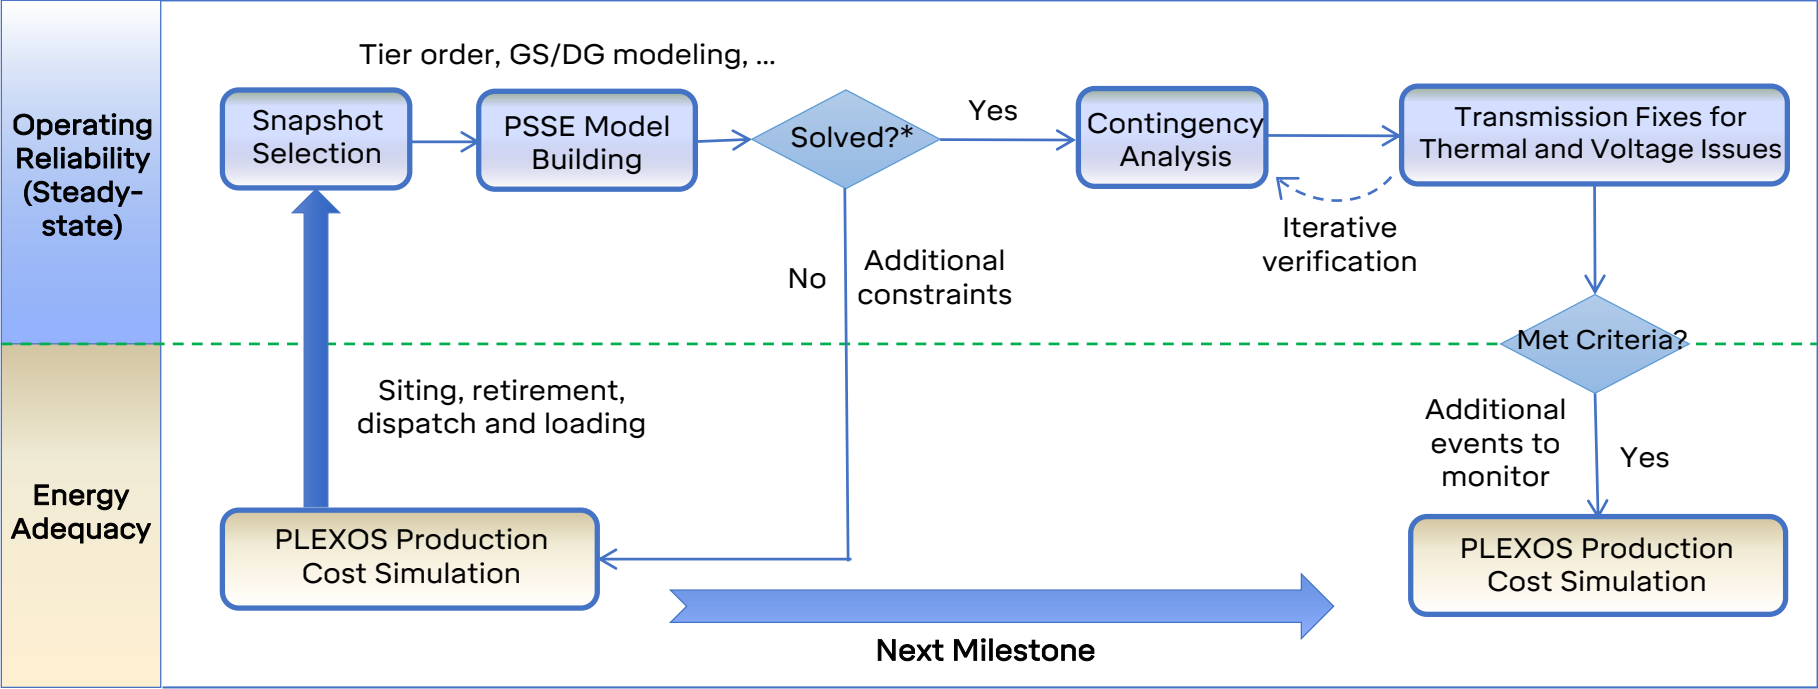 Tier order, GS/DG modeling, ...
Operating
Reliability
(Steady-
state)
Snapshot
Selection
PSSE Model
Building
Solved?*
Yes
Contingency
Analysis
Transmission Fixes for
Thermal and Voltage Issues
Iterative
verification
No
Additional
constraints
Met Criteria?
Siting, retirement,
dispatch and loading
Additional
events to
monitor
Yes
Energy
Adequacy
PLEXOS Production
Cost Simulation
PLEXOS Production
Cost Simulation
Next Milestone